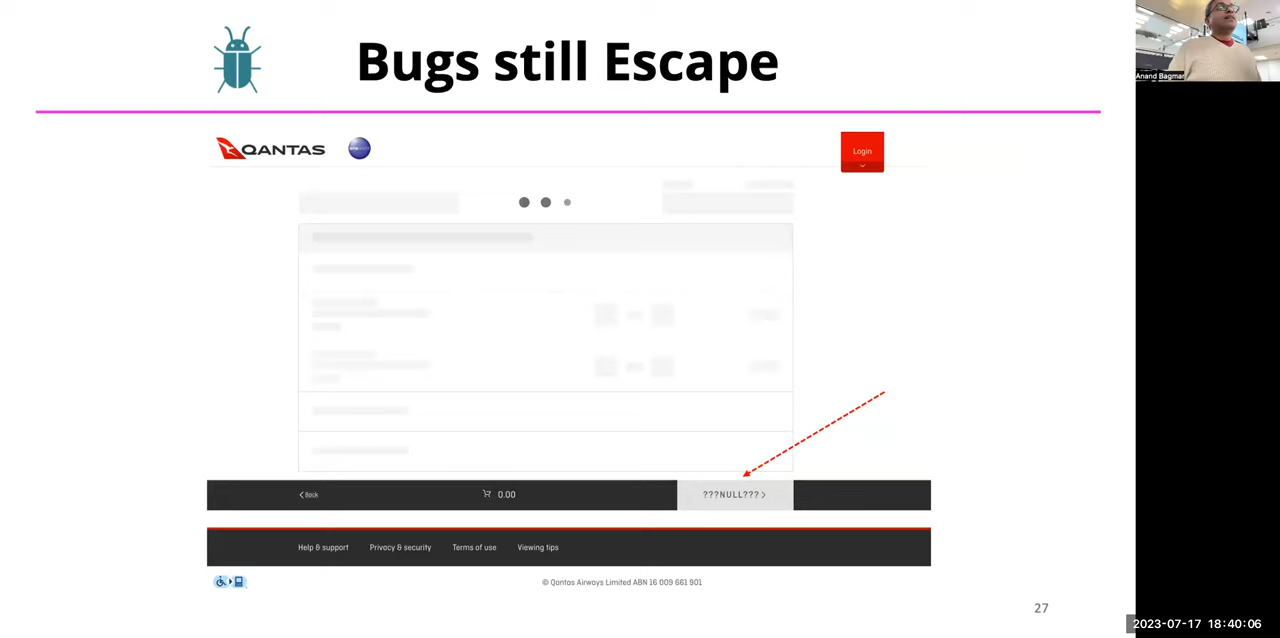 Bugs still Escape
Anand Bagmar
QANTAS
Login
Back
0.00
???NULL???
Help & support
Privacy & security
Terms of use
Viewing tips
© Qantas Airways Limited ABN 16 009 661 901
27
2023-07-17 18:40:06